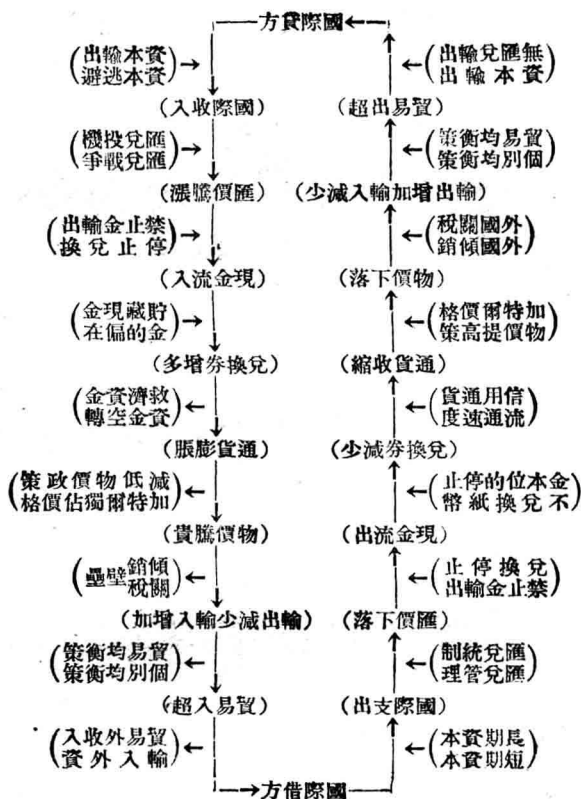 國際貸方
資本輸出
資本逃避
(國際收入)
匯兌投機
匯兌戰爭
(匯價騰漲)
禁止金輸出
停止兌換
(現金流入)
貯藏現金
金的偏在
(兌換券增多)
救濟資金
資金空轉
(通貨膨脹)
減低物價政策
加特爾獨佔價格
(物價騰貴)
傾銷
關稅
壁壘
(輸出減少輸入增加)
貿易均衡策
個別均衡策
(貿易入超)
貿易外收入
輸入外資
國際借方
無匯兌輸出
資本輸出
(貿易出超)
貿易均衡策
個別均衡策
(輸出增加輸入減少)
外國關稅
外國傾銷
(物價下落)
加特爾價格
物價提高策
(通貨收縮)
信用通貨
流通速度
(兌換券減少)
金本位的停止
不兌換紙幣
(現金流出)
兌換停止
禁止金輸出
(匯價下落)
匯兌統制
匯兌管理
(國際支出)
長期資本
短期資本